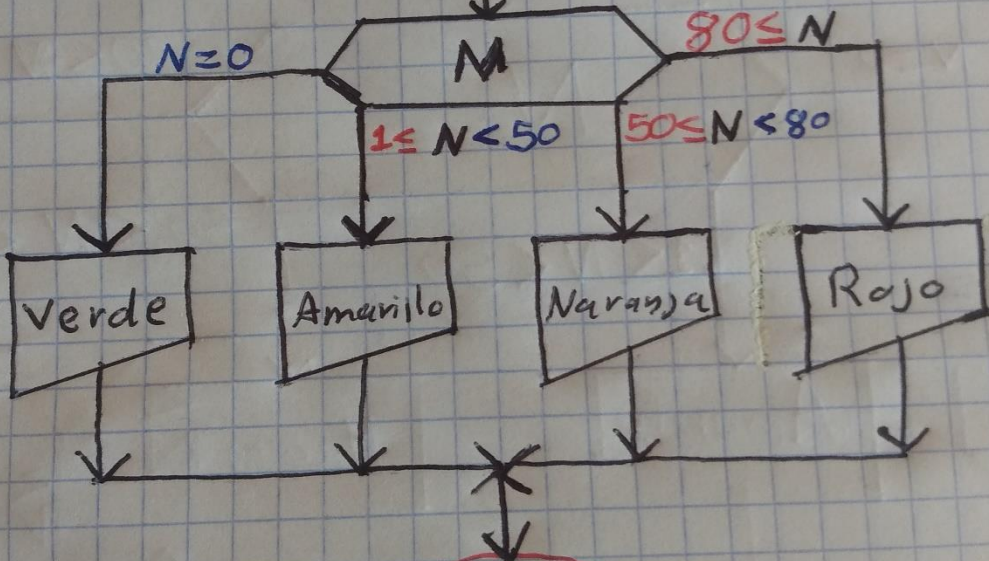 N=0
N
80≤ N
1≤ N<50
50≤N <80
Verde
Amarillo
Naranja
Rojo